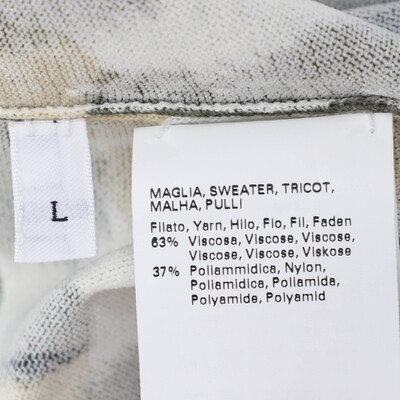 L
MAGLIA, SWEATER, TRICOT,
MALHA, PULLI
Filato, Yarn, Hilo, Fio, Fil, Faden
63% Viscosa, Viscose, Viscose,
Viscose, Viscose, Viskose
37% Poliammidica, Nylon,
Poliamidica, Poliamida,
Polyamide, Polyamid